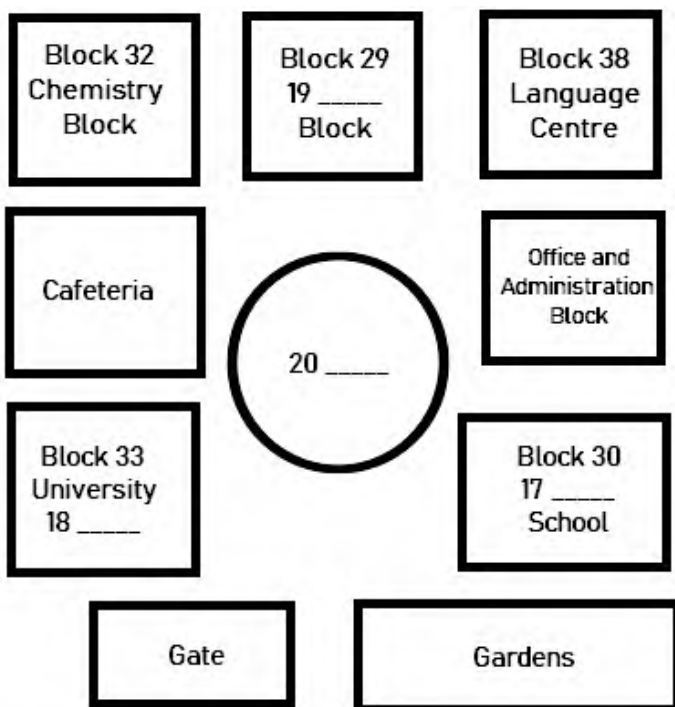 Block 32
Chemistry
Block
Block 29
19 _____
Block
Block 38
Language
Centre
Cafeteria
20 _____
Office and
Administration
Block
Block 33
University
18 _____
Block 30
17 _____
School
Gate
Gardens